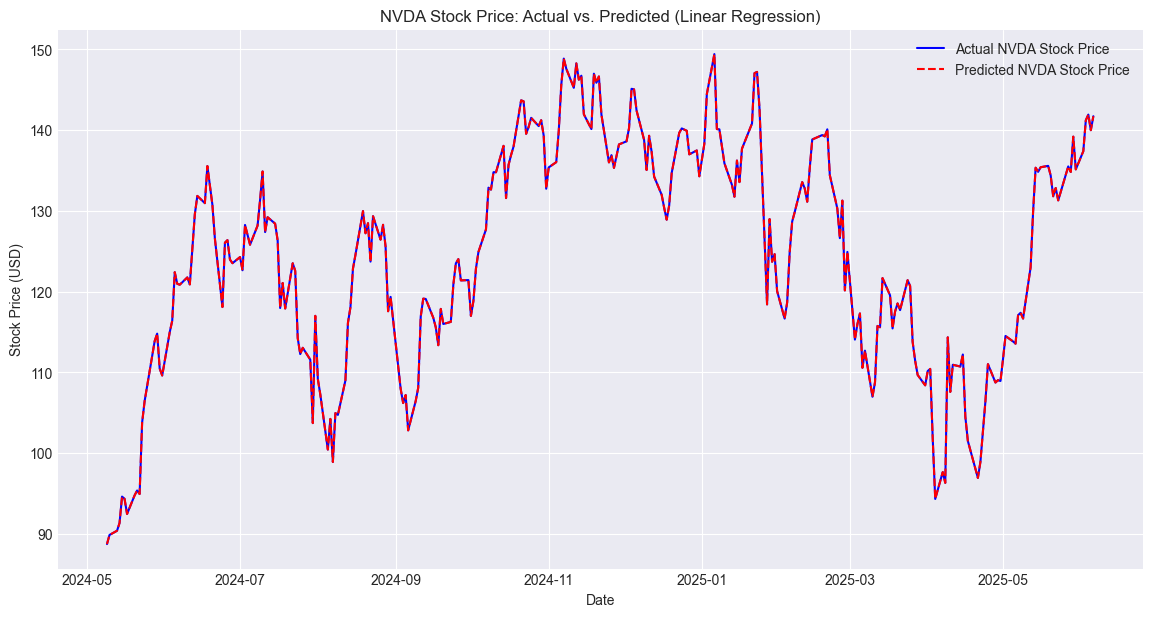 NVDA Stock Price: Actual vs. Predicted (Linear Regression)
Actual NVDA Stock Price
Predicted NVDA Stock Price
Stock Price (USD)
150
140
130
120
110
100
90
2024-05
2024-07
2024-09
2024-11
2025-01
2025-03
2025-05
Date